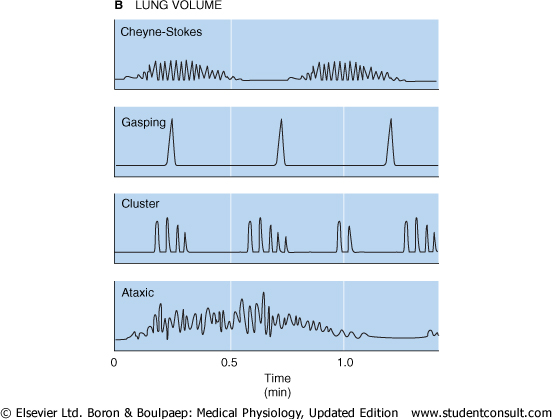 B LUNG VOLUME
Cheyne-Stokes
Gasping
Cluster
Ataxic
0 0.5 1.0
Time
(min)
© Elsevier Ltd. Boron & Boulpaep: Medical Physiology, Updated Edition www.studentconsult.com